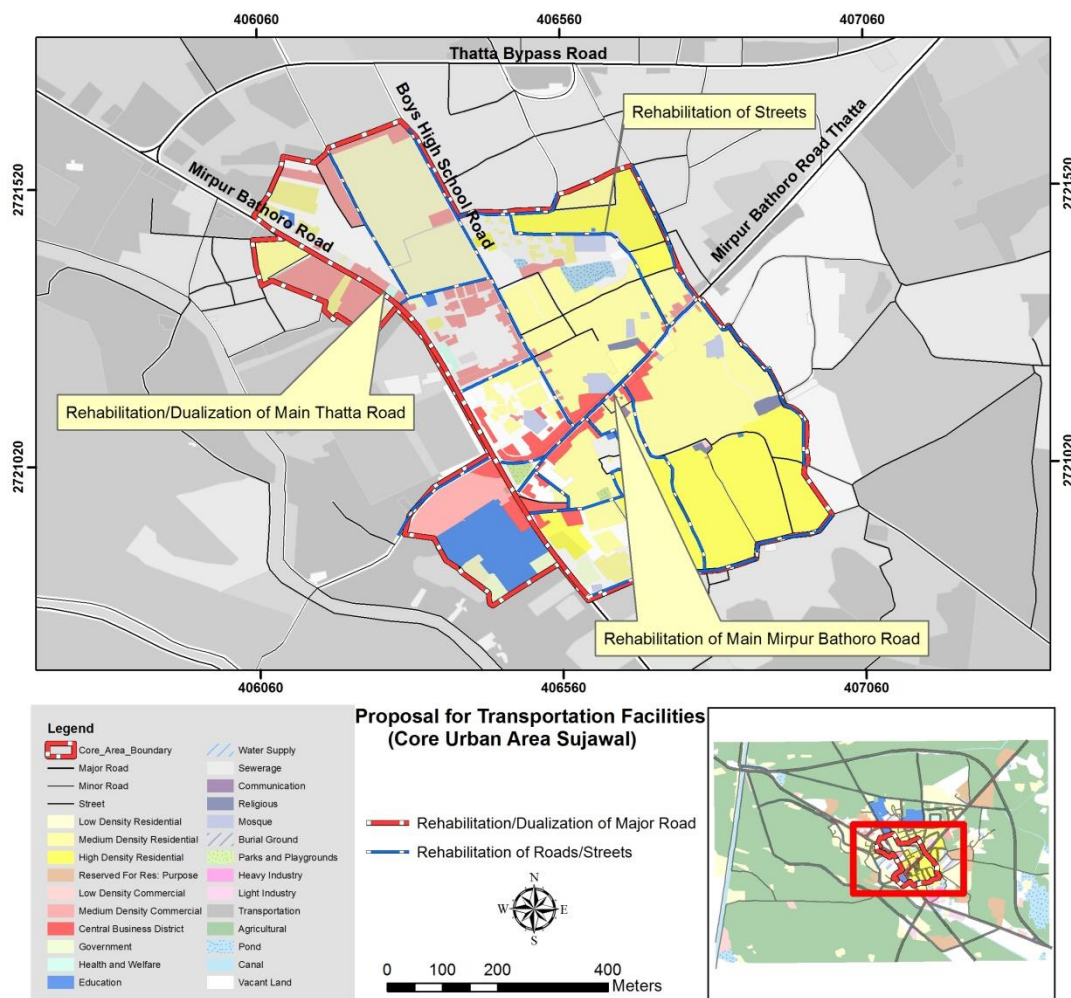 406060
406560
407060
Thatta Bypass Road
Boys High School Road
Rehabilitation of Streets
Mirpur Bathoro Road Thatta
Mirpur Bathoro Road
2721520
2721520
Rehabilitation/Dualization of Main Thatta Road
2721020
2721020
Rehabilitation of Main Mirpur Bathoro Road
406060
406560
407060
Legend
Core_Area_Boundary
Major Road
Minor Road
Street
Low Density Residential
Medium Density Residential
High Density Residential
Reserved For Res: Purpose
Low Density Commercial
Medium Density Commercial
Central Business District
Government
Health and Welfare
Education
Water Supply
Sewerage
Communication
Religious
Mosque
Burial Ground
Parks and Playgrounds
Heavy Industry
Light Industry
Transportation
Agricultural
Pond
Canal
Vacant Land
Proposal for Transportation Facilities
(Core Urban Area Sujawal)
Rehabilitation/Dualization of Major Road
Rehabilitation of Roads/Streets
N
W
E
S
0 50 100 200 400
Meters